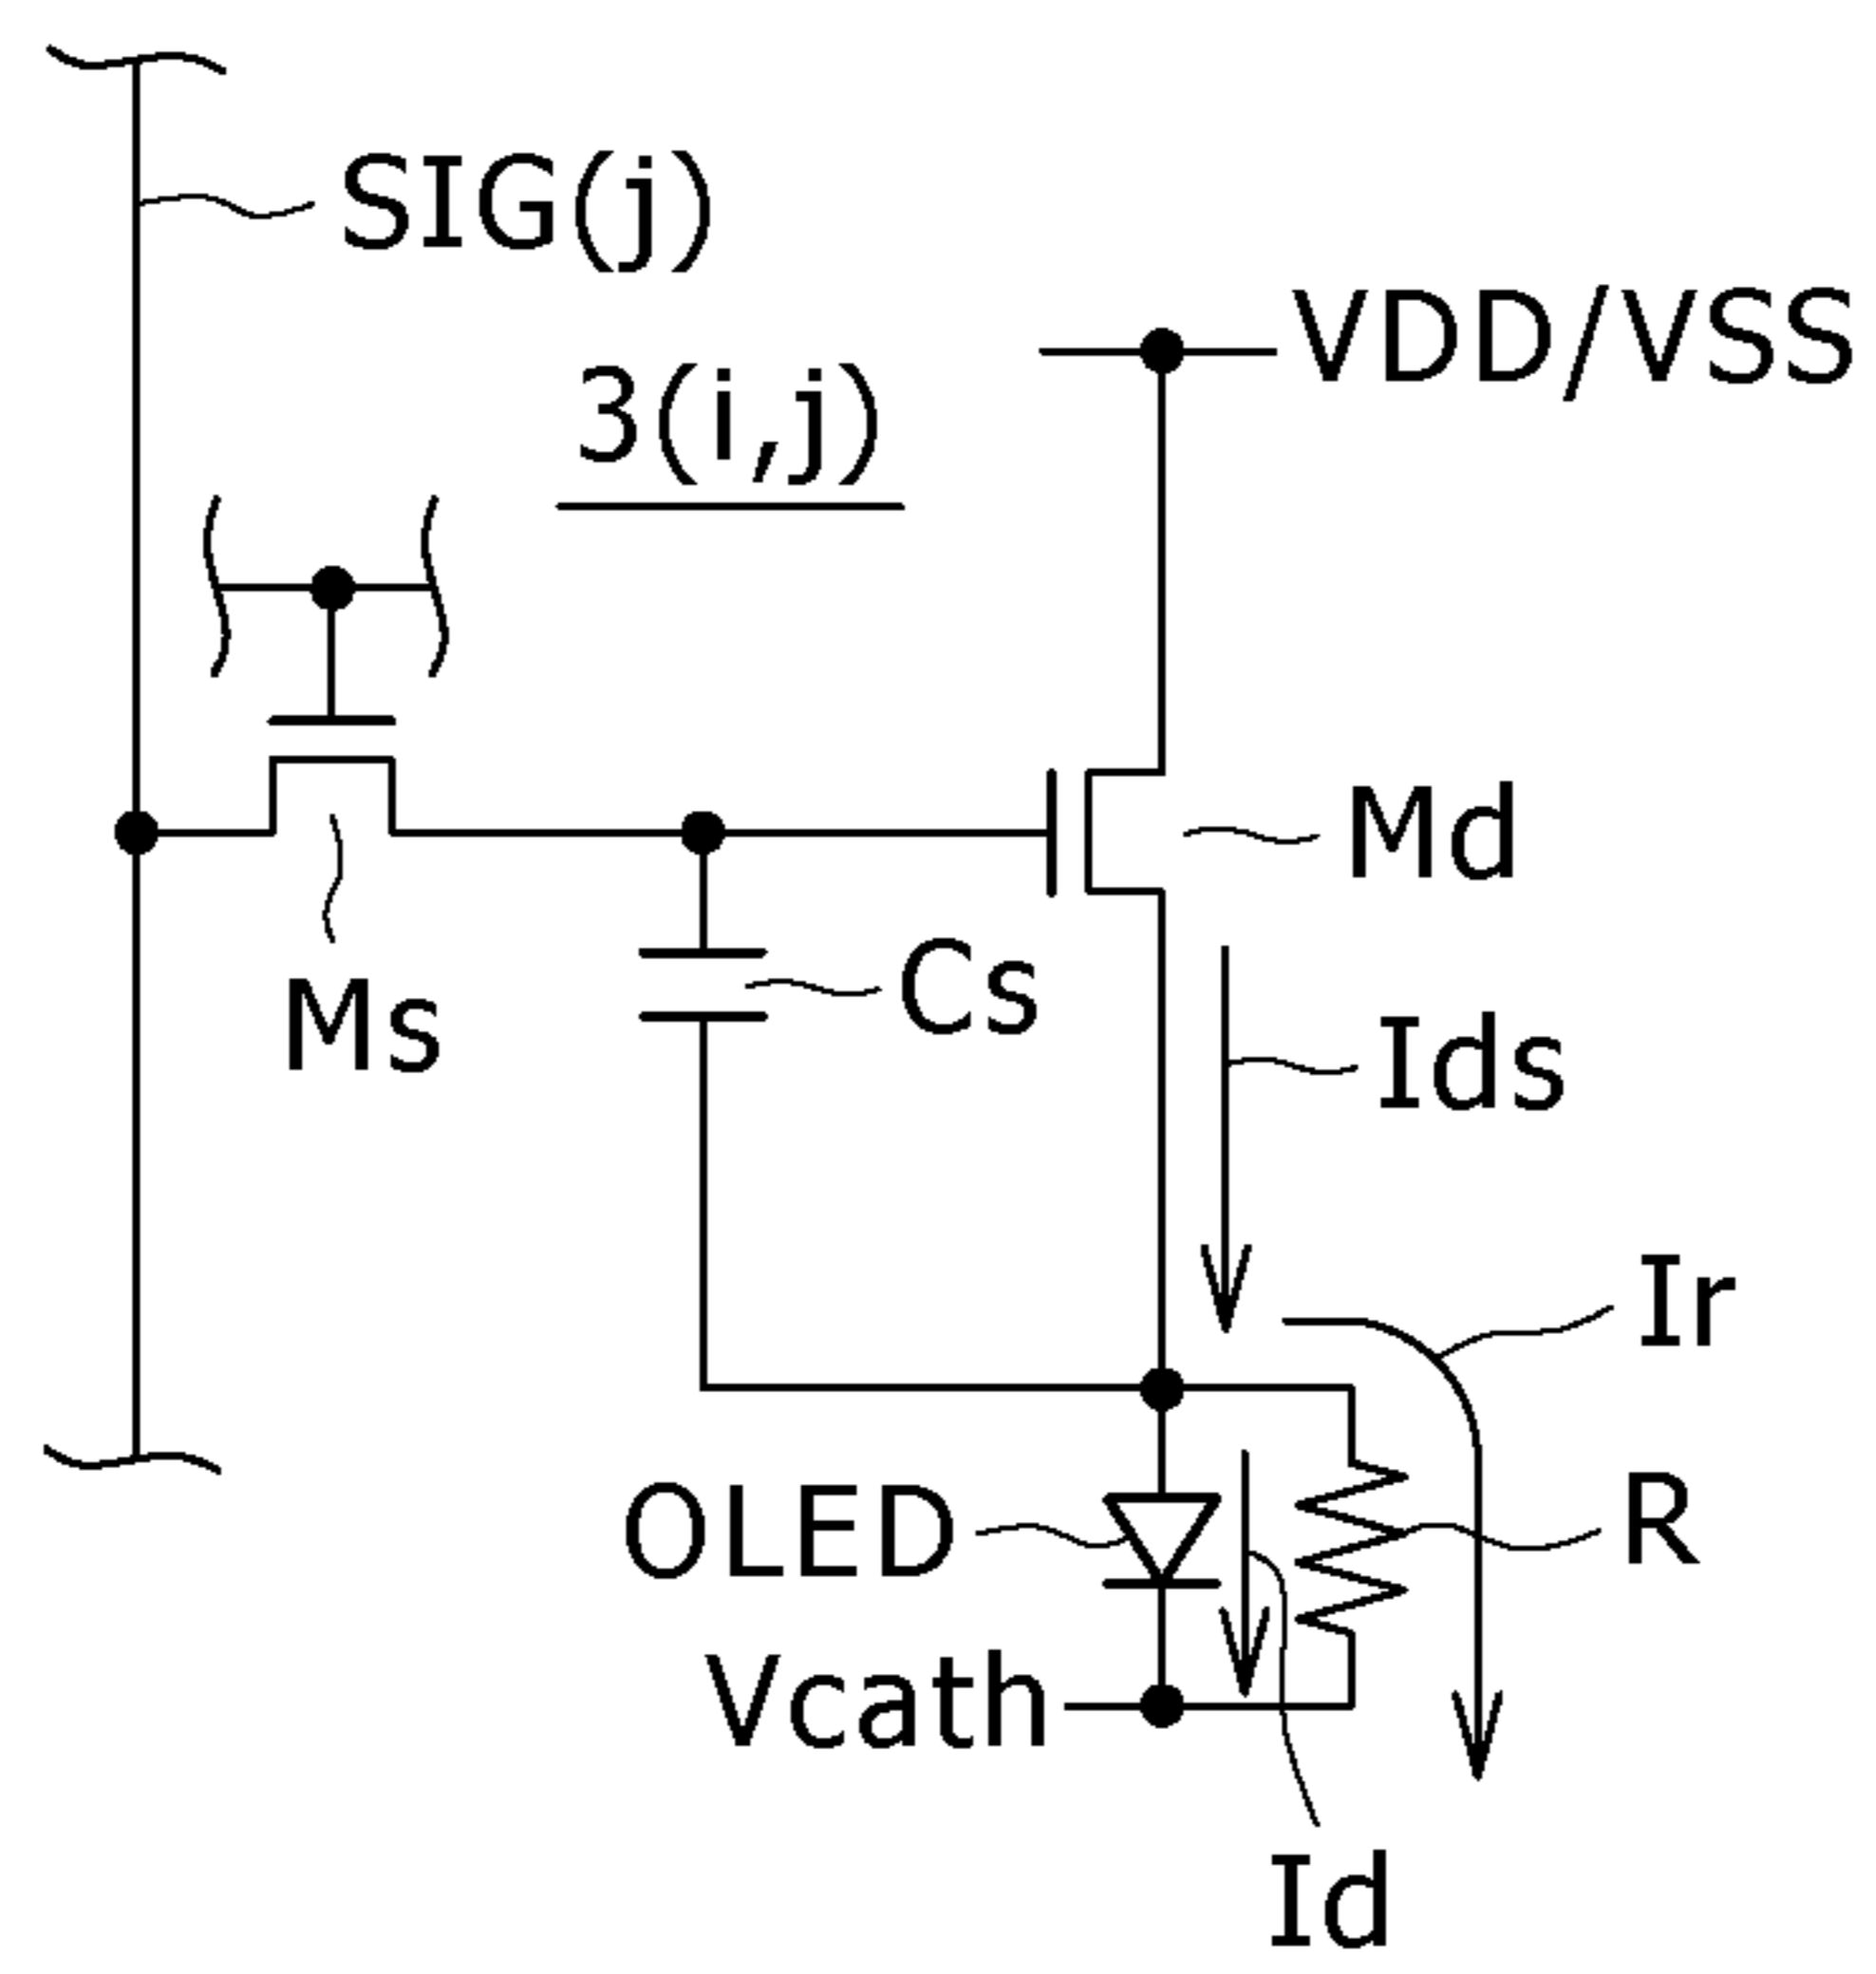 SIG(j)
VDD/VSS
3(i,j)
Md
Cs
Ms
Ids
Ir
OLED
R
Vcath
Id